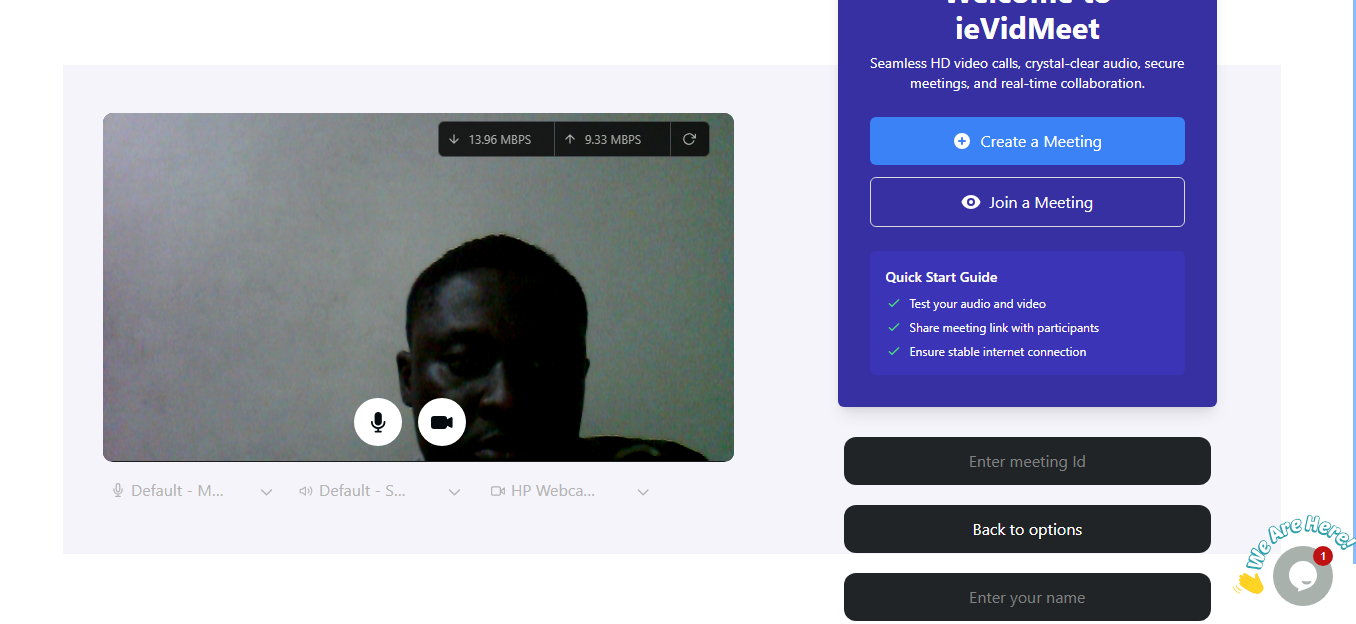 Welcome to
ieVidMeet
Seamless HD video calls, crystal-clear audio, secure
meetings, and real-time collaboration.
13.96 MBPS
9.33 MBPS
Create a Meeting
Join a Meeting
Quick Start Guide
Test your audio and video
Share meeting link with participants
Ensure stable internet connection
Default - M...
Default - S...
HP Webca...
Enter meeting Id
Back to options
Enter your name
We Are Here!
1